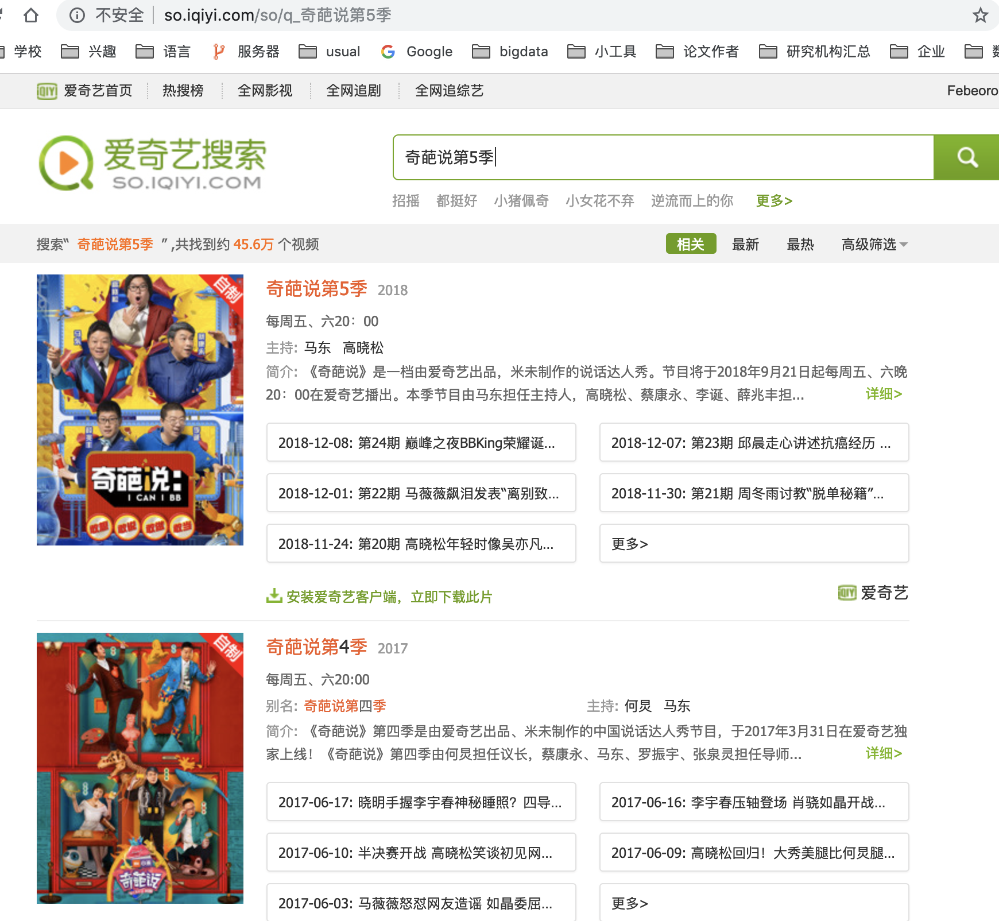 不安全 so.iqiyi.com/so/q_奇葩说第5季
学校 兴趣 语言 服务器 usual Google bigdata 小工具 论文作者 研究机构汇总 企业
爱奇艺首页 热搜榜 全网影视 全网追剧 全网追综艺 Febeoro
爱奇艺搜索
SO.IQIYI.COM
奇葩说第5季
招摇 都挺好 小猪佩奇 小女花不弃 逆流而上的你 更多>
搜索“ 奇葩说第5季 ” ,共找到约 45.6万 个视频 相关 最新 最热 高级筛选
自制
奇葩说:
I CAN I BB
奇葩说第5季 2018
每周五、六20：00
主持: 马东 高晓松
简介: 《奇葩说》是一档由爱奇艺出品，米未制作的说话达人秀。节目将于2018年9月21日起每周五、六晚
20：00在爱奇艺播出。本季节目由马东担任主持人，高晓松、蔡康永、李诞、薛兆丰担... 详细>
2018-12-08: 第24期 巅峰之夜BBKing荣耀诞... 2018-12-07: 第23期 邱晨走心讲述抗癌经历 ...
2018-12-01: 第22期 马薇薇飙泪发表“离别致... 2018-11-30: 第21期 周冬雨讨教“脱单秘籍”...
2018-11-24: 第20期 高晓松年轻时像吴亦凡... 更多>
安装爱奇艺客户端，立即下载此片 爱奇艺
自制
奇葩说
奇葩说第4季 2017
每周五、六20:00
别名: 奇葩说第四季 主持: 何炅 马东
简介: 《奇葩说》第四季是由爱奇艺出品、米未制作的中国说话达人秀节目，于2017年3月31日在爱奇艺独
家上线！《奇葩说》第四季由何炅担任议长，蔡康永、马东、罗振宇、张泉灵担任导师... 详细>
2017-06-17: 晓明手握李宇春神秘睡照？四导... 2017-06-16: 李宇春压轴登场 肖骁如晶开战...
2017-06-10: 半决赛开战 高晓松笑谈初见网... 2017-06-09: 高晓松回归！大秀美腿比何炅腿...
2017-06-03: 马薇薇怒怼网友造谣 如晶委屈... 更多>